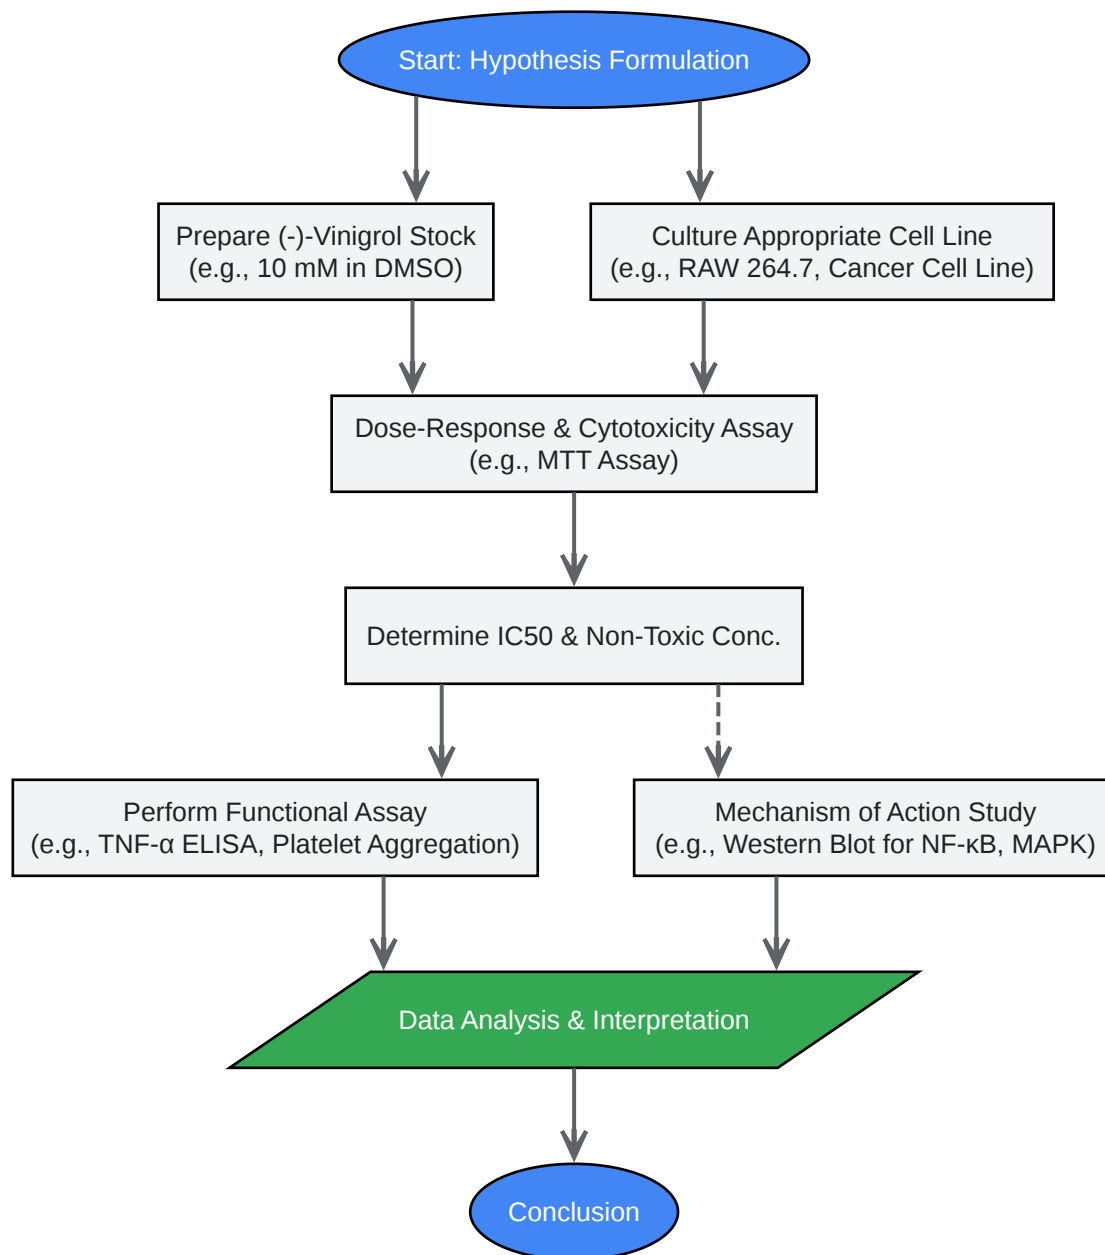 Start: Hypothesis Formulation
Prepare (-)-Vinigrol Stock
(e.g., 10 mM in DMSO)
Culture Appropriate Cell Line
(e.g., RAW 264.7, Cancer Cell Line)
Dose-Response & Cytotoxicity Assay
(e.g., MTT Assay)
Determine IC50 & Non-Toxic Conc.
Perform Functional Assay
(e.g., TNF-α ELISA, Platelet Aggregation)
Mechanism of Action Study
(e.g., Western Blot for NF-κB, MAPK)
Data Analysis & Interpretation
Conclusion